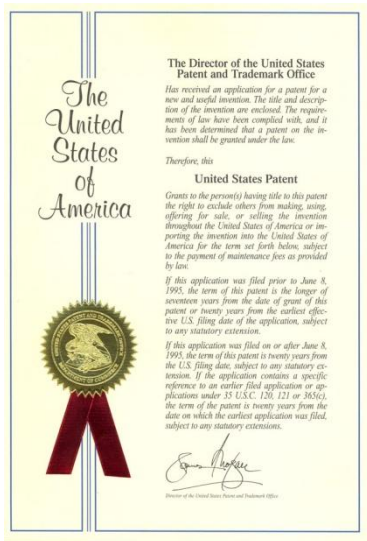 The
United
States
of
America
The Director of the United States
Patent and Trademark Office
Has received an application for a patent for a
new and useful invention. The title and descrip-
tion of the invention are enclosed. The require-
ments of law have been complied with, and it
has been determined that a patent on the in-
vention shall be granted under the law.
Therefore, this
United States Patent
Grants to the person(s) having title to this patent
the right to exclude others from making, using,
offering for sale, or selling the invention
throughout the United States of America or im-
porting the invention into the United States of
America for the term set forth below, subject
to the payment of maintenance fees as provided
by law.
If this application was filed prior to June 8,
1995, the term of this patent is the longer of
seventeen years from the date of grant of this
patent or twenty years from the earliest effec-
tive U.S. filing date of the application, subject
to any statutory extension.
If this application was filed on or after June 8,
1995, the term of this patent is twenty years from
the U.S. filing date, subject to any statutory ex-
tension. If the application contains a specific
reference to an earlier filed application or ap-
plications under 35 U.S.C. 120, 121 or 365(c),
the term of the patent is twenty years from the
date on which the earliest application was filed,
subject to any statutory extensions.
Director of the United States Patent and Trademark Office